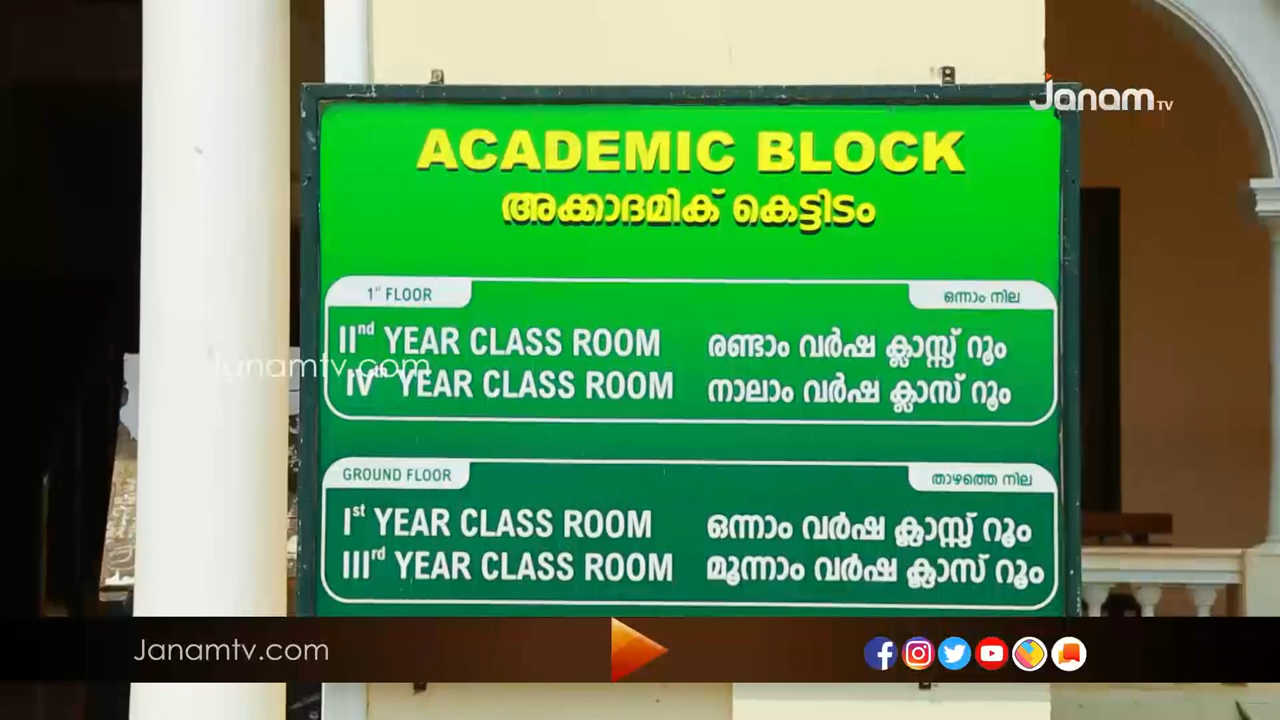 Janam TV
ACADEMIC BLOCK
അക്കാദമിക് കെട്ടിടം
1st FLOOR ഒന്നാം നില
IInd YEAR CLASS ROOM രണ്ടാം വർഷ ക്ലാസ്സ് റൂം
Janamtv.com
IVth YEAR CLASS ROOM നാലാം വർഷ ക്ലാസ് റൂം
GROUND FLOOR താഴത്തെ നില
Ist YEAR CLASS ROOM ഒന്നാം വർഷ ക്ലാസ്സ് റൂം
IIIrd YEAR CLASS ROOM മൂന്നാം വർഷ ക്ലാസ് റൂം
Janamtv.com